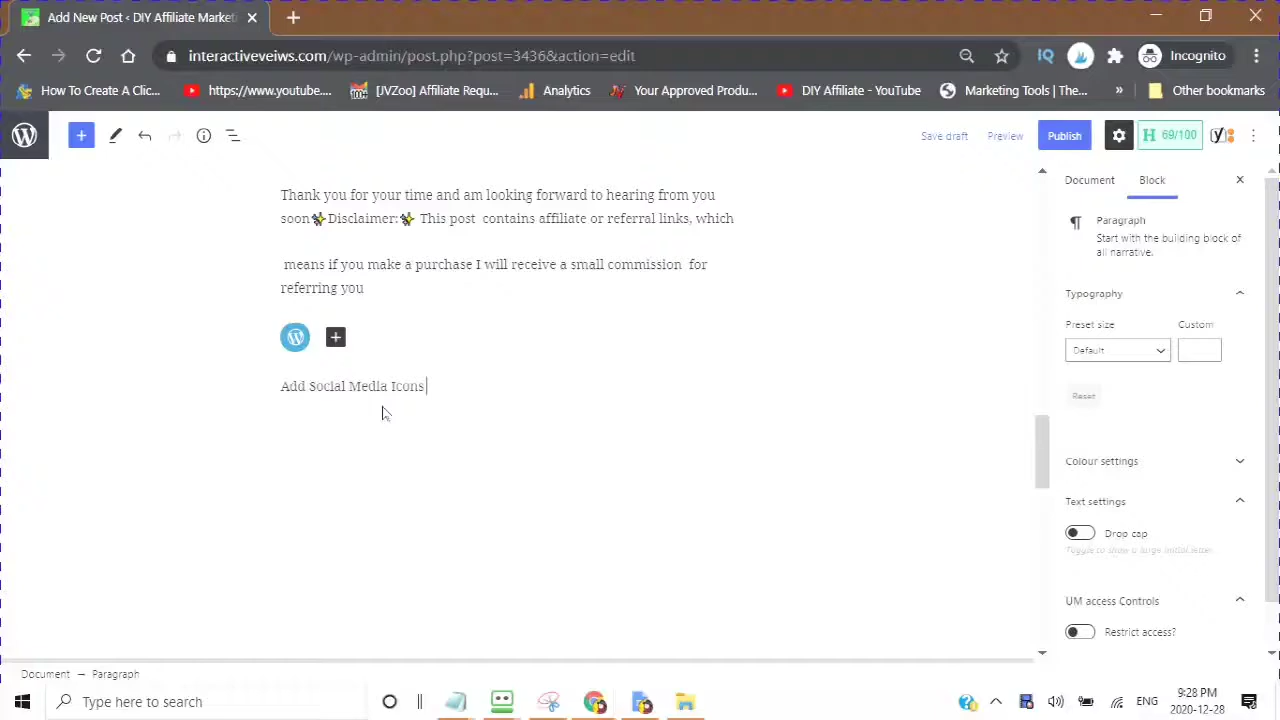 Add New Post ‹ DIY Affiliate Market
interactiveveiws.com/wp-admin/post.php?post=3436&action=edit
Incognito
How To Create A Clic...
https://www.youtube....
[JVZoo] Affiliate Requ...
Analytics
Your Approved Produ...
DIY Affiliate - YouTube
Marketing Tools | The...
»
Other bookmarks
Save draft
Preview
Publish
69/100
Thank you for your time and am looking forward to hearing from you
soon✨Disclaimer:✨ This post contains affiliate or referral links, which
means if you make a purchase I will receive a small commission for
referring you
Add Social Media Icons
Document
Block
Paragraph
Start with the building block of
all narrative.
Typography
Preset size
Custom
Default
Reset
Colour settings
Text settings
Drop cap
Toggle to show a large initial letter.
UM access Controls
Restrict access?
Document → Paragraph
Type here to search
ENG
9:28 PM
2020-12-28